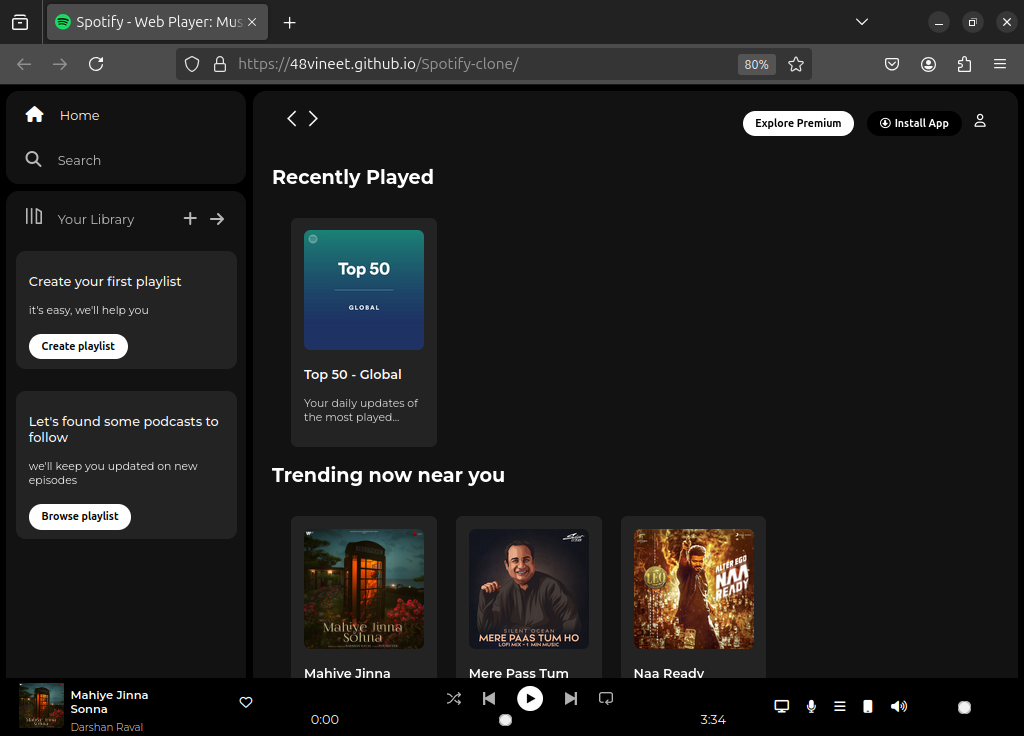 Spotify - Web Player: Mus
https://48vineet.github.io/Spotify-clone/
80%
Home
Search
Your Library
Create your first playlist
it's easy, we'll help you
Create playlist
Let's found some podcasts to
follow
we'll keep you updated on new
episodes
Browse playlist
Explore Premium
Install App
Recently Played
Top 50
GLOBAL
Top 50 - Global
Your daily updates of
the most played...
Trending now near you
Mahiye Jinna
Sohna
SILENT OCEAN
MERE PAAS TUM HO
LOFI MIX - 1 MIN MUSIC
LEO
ALTER EGO
NAA
READY
Mahiye Jinna
Mere Pass Tum
Naa Ready
Mahiye Jinna
Sonna
Darshan Raval
0:00
3:34